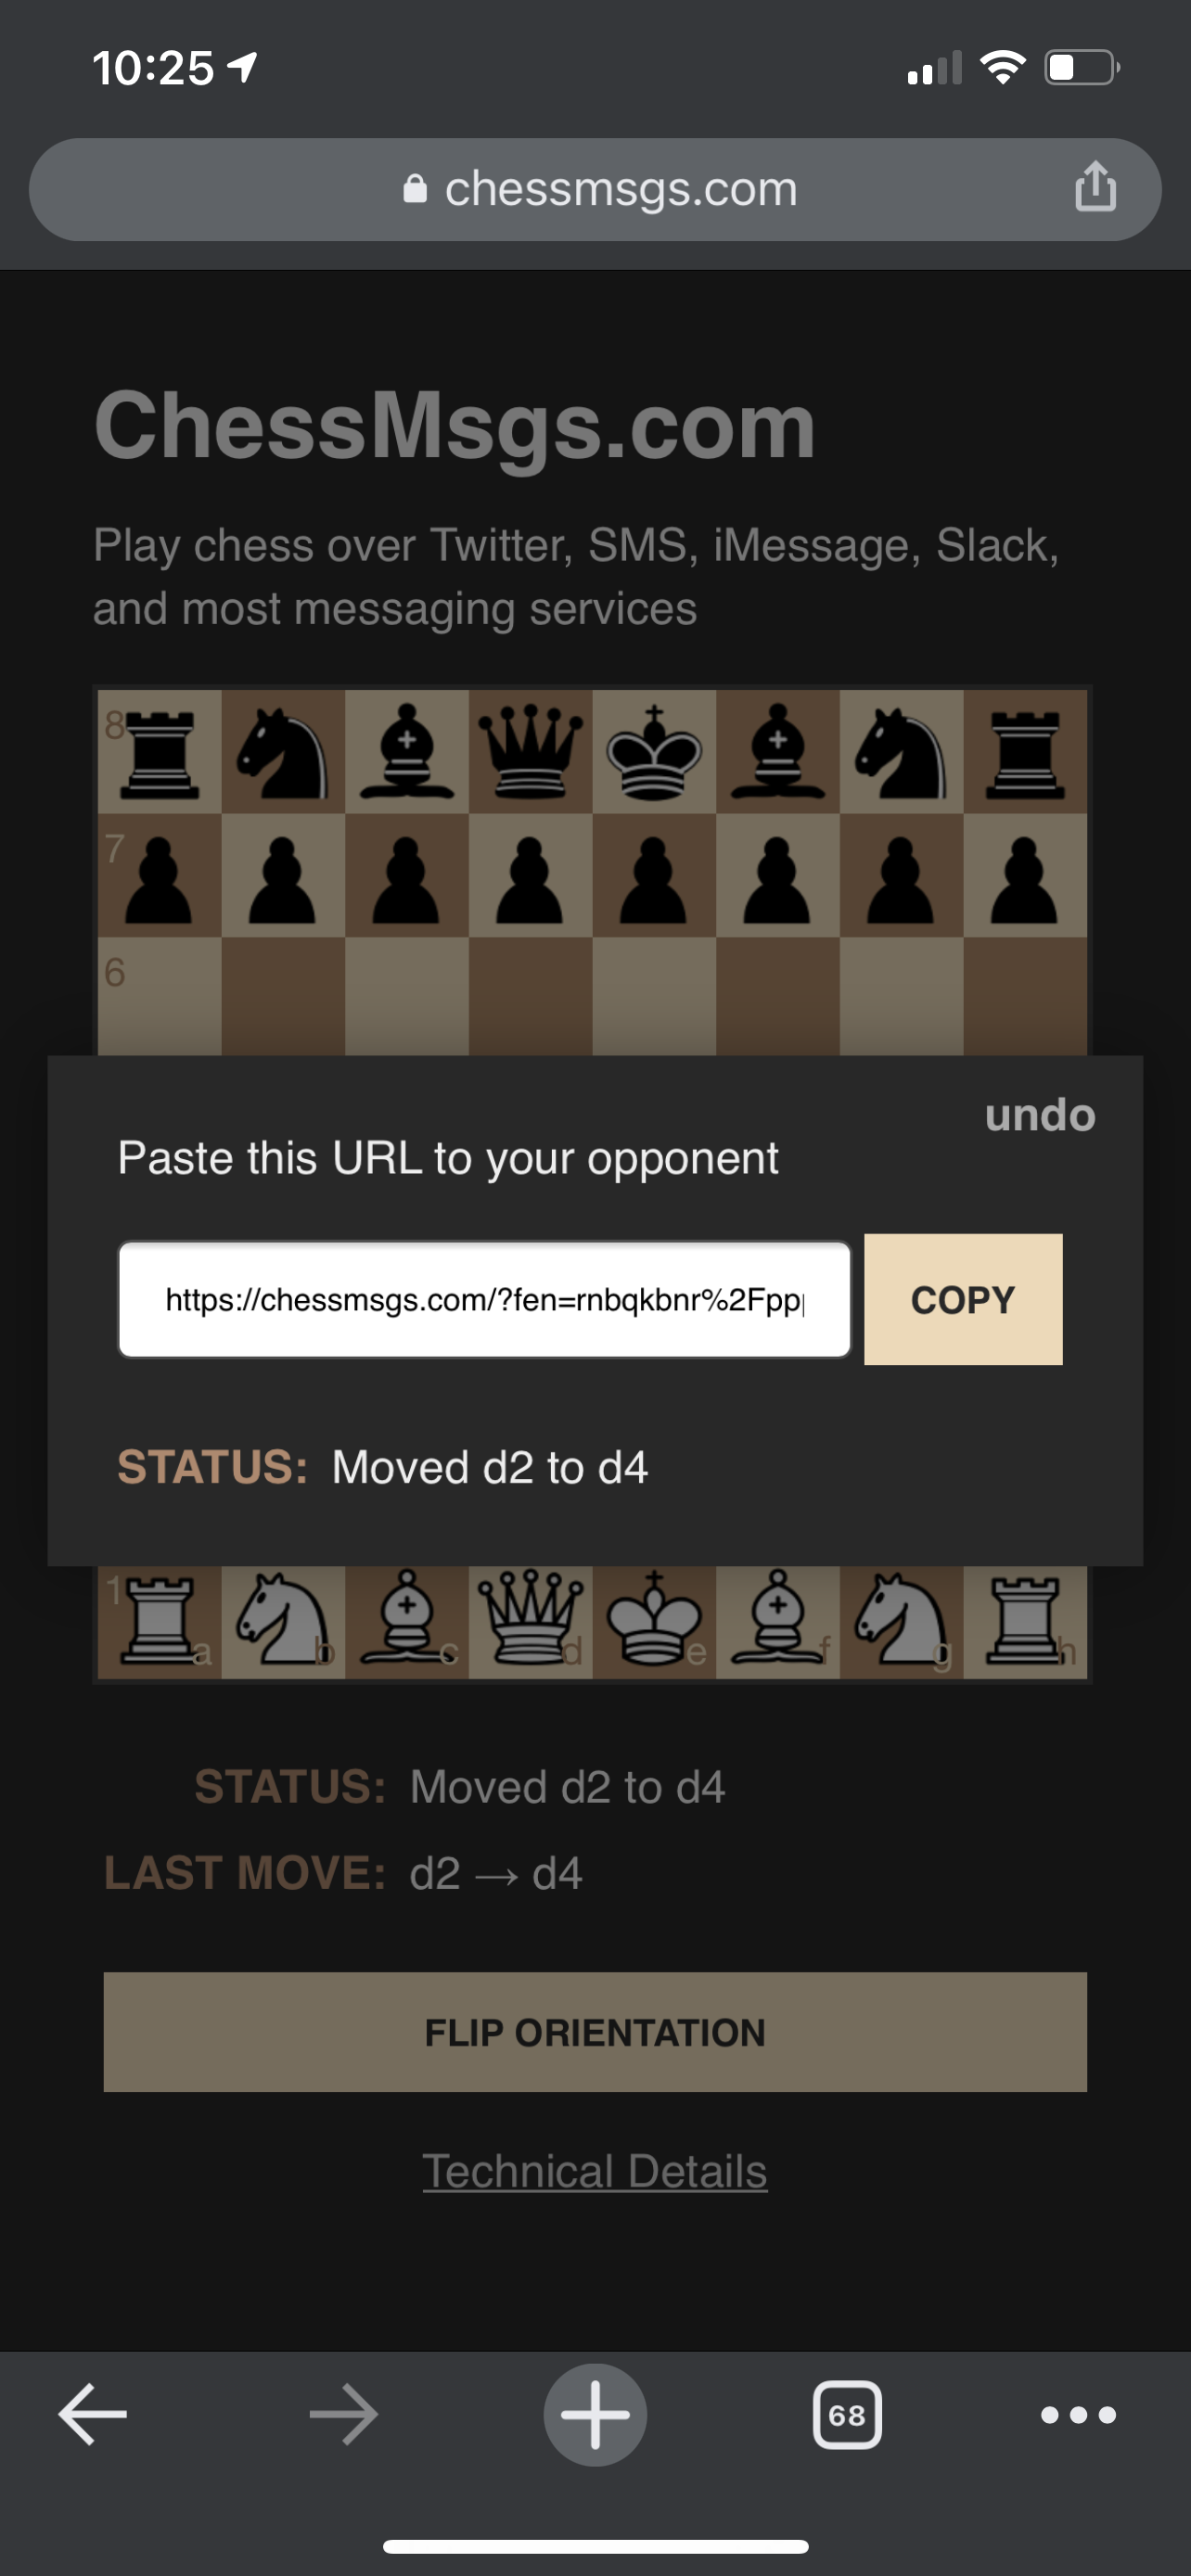 10:25
chessmsgs.com
ChessMsgs.com
Play chess over Twitter, SMS, iMessage, Slack,
and most messaging services
8
7
6
undo
Paste this URL to your opponent
https://chessmsgs.com/?fen=rnbqkbnr%2Fpp
COPY
STATUS: Moved d2 to d4
1
a b c d e f g h
STATUS: Moved d2 to d4
LAST MOVE: d2 → d4
FLIP ORIENTATION
Technical Details
68